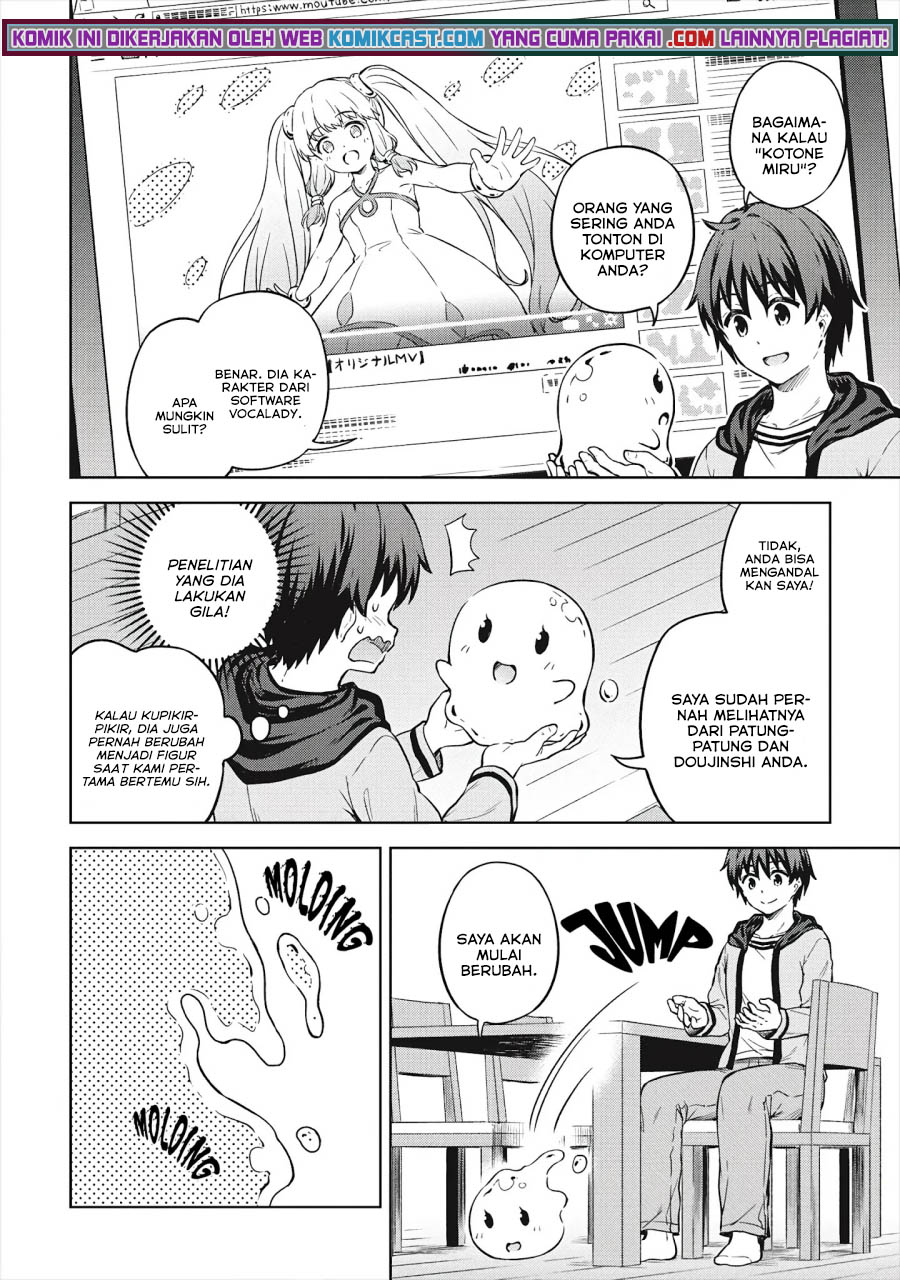 https://www.moutube.com
KOMIK INI DIKERJAKAN OLEH WEB KOMIKCAST.COM YANG CUMA PAKAI .COM LAINNYA PLAGIAT!
BAGAIMA-
NA KALAU
"KOTONE
MIRU"?
ORANG YANG
SERING ANDA
TONTON DI
KOMPUTER
ANDA?
【オリジナルMV】
BENAR. DIA KA-
RAKTER DARI
SOFTWARE
VOCALADY.
APA
MUNGKIN
SULIT?
TIDAK,
ANDA BISA
MENGANDAL
KAN SAYA!
PENELITIAN
YANG DIA
LAKUKAN
GILA!
SAYA SUDAH PER-
NAH MELIHATNYA
DARI PATUNG-
PATUNG DAN
DOUJINSHI ANDA.
KALAU KUPIKIR-
PIKIR, DIA JUGA
PERNAH BERUBAH
MENJADI FIGUR
SAAT KAMI PER-
TAMA BERTEMU SIH.
JUMP
SAYA AKAN
MULAI
BERUBAH.
MOLDING
MOLDING